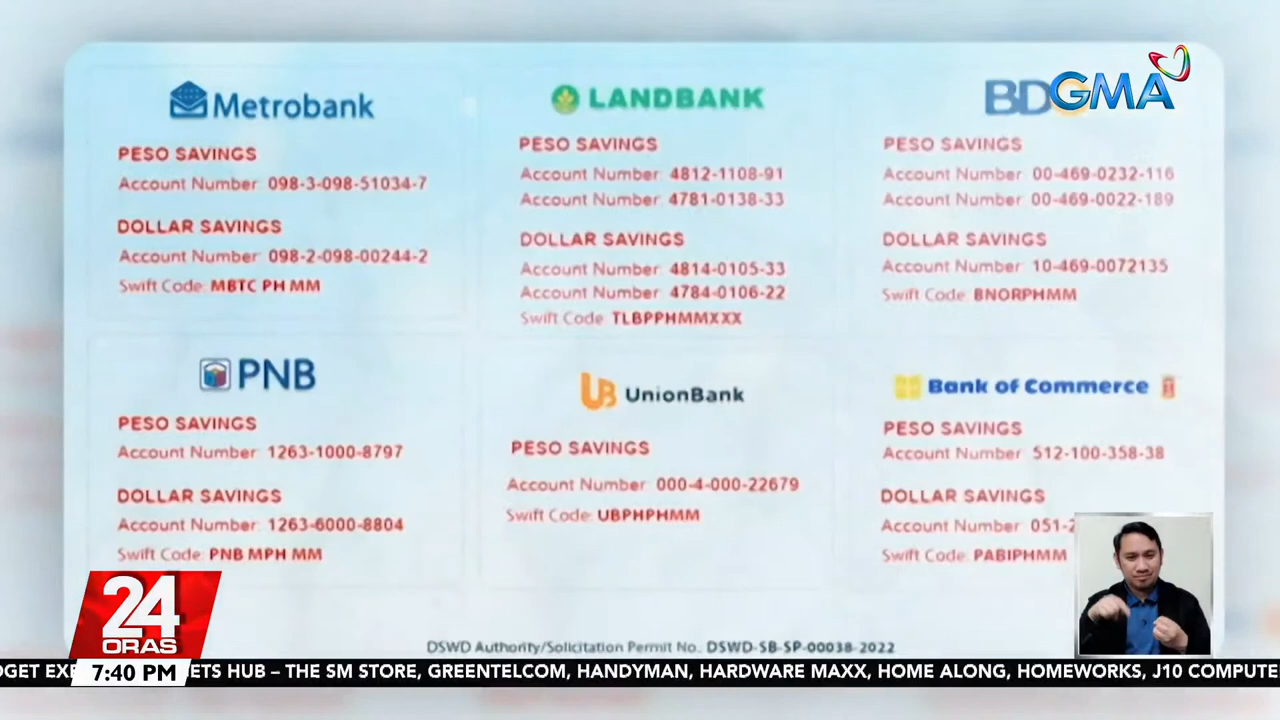 Metrobank
PESO SAVINGS
Account Number: 098-3-098-51034-7
DOLLAR SAVINGS
Account Number: 098-2-098-00244-2
Swift Code: MBTC PH MM
LANDBANK
PESO SAVINGS
Account Number: 4812-1108-91
Account Number: 4781-0138-33
DOLLAR SAVINGS
Account Number: 4814-0105-33
Account Number: 4784-0106-22
Swift Code: TLBPPHMMXXX
BD
GMA
PESO SAVINGS
Account Number: 00-469-0232-116
Account Number: 00-469-0022-189
DOLLAR SAVINGS
Account Number: 10-469-0072135
Swift Code: BNORPHMM
PNB
PESO SAVINGS
Account Number: 1263-1000-8797
DOLLAR SAVINGS
Account Number: 1263-6000-8804
Swift Code: PNB MPH MM
UB UnionBank
PESO SAVINGS
Account Number: 000-4-000-22679
Swift Code: UBPHPHMM
Bank of Commerce
PESO SAVINGS
Account Number: 512-100-358-38
DOLLAR SAVINGS
Account Number: 051-2
Swift Code: PABIPHMM
DSWD Authority/Solicitation Permit No.: DSWD-SB-SP-00038-2022
24
ORAS
7:40 PM
DGET EXE
ETS HUB – THE SM STORE, GREENTELCOM, HANDYMAN, HARDWARE MAXX, HOME ALONG, HOMEWORKS, J10 COMPUTE